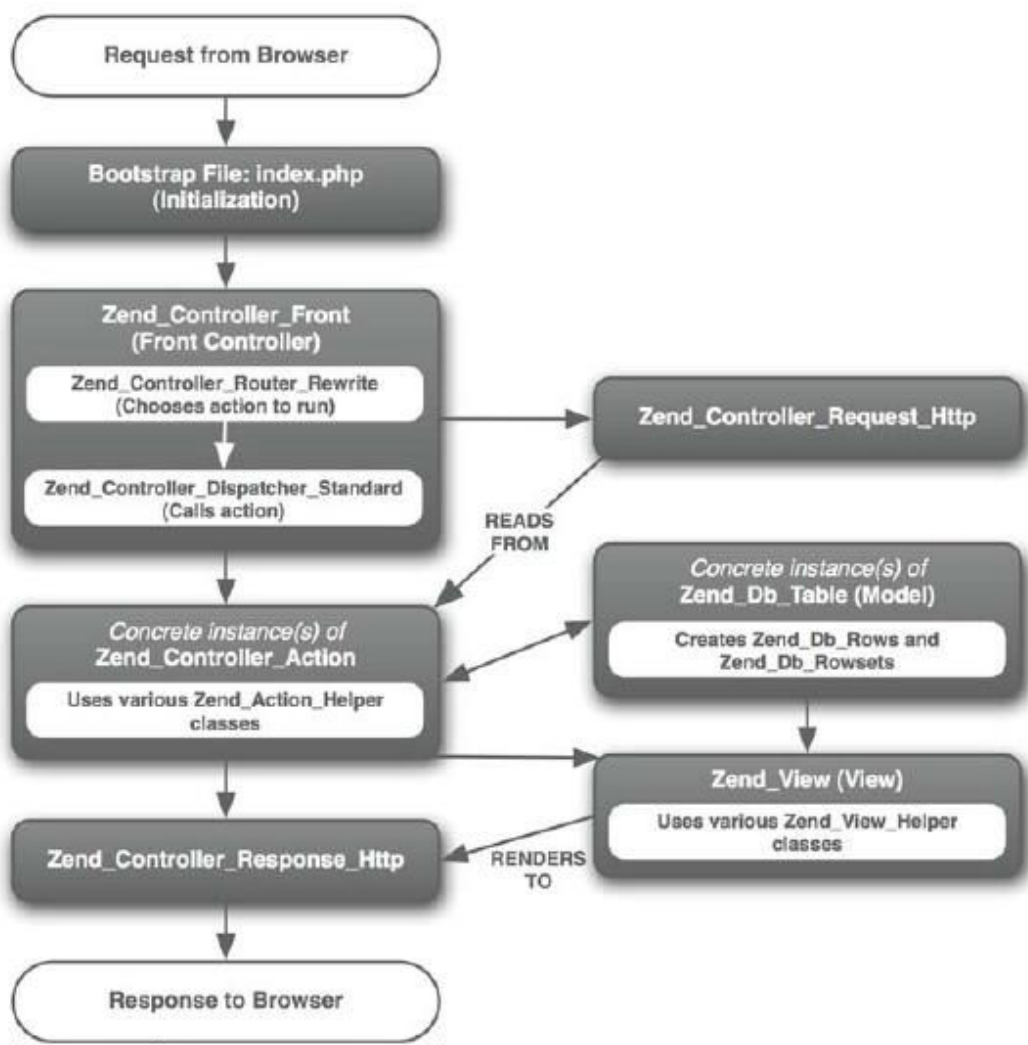 Request from Browser
Bootstrap File: index.php
(Initialization)
Zend_Controller_Front
(Front Controller)
Zend_Controller_Router_Rewrite
(Chooses action to run)
Zend_Controller_Dispatcher_Standard
(Calls action)
Zend_Controller_Request_Http
READS
FROM
Concrete instance(s) of
Zend_Db_Table (Model)
Creates Zend_Db_Rows and
Zend_Db_Rowsets
Concrete instance(s) of
Zend_Controller_Action
Uses various Zend_Action_Helper
classes
Zend_View (View)
Uses various Zend_View_Helper
classes
Zend_Controller_Response_Http
RENDERS
TO
Response to Browser